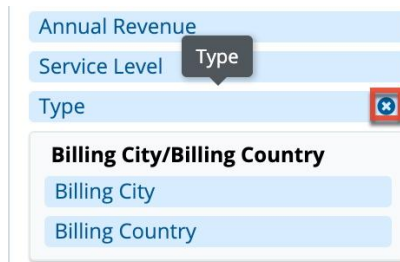 Annual Revenue
Service Level
Type
Type
Billing City/Billing Country
Billing City
Billing Country